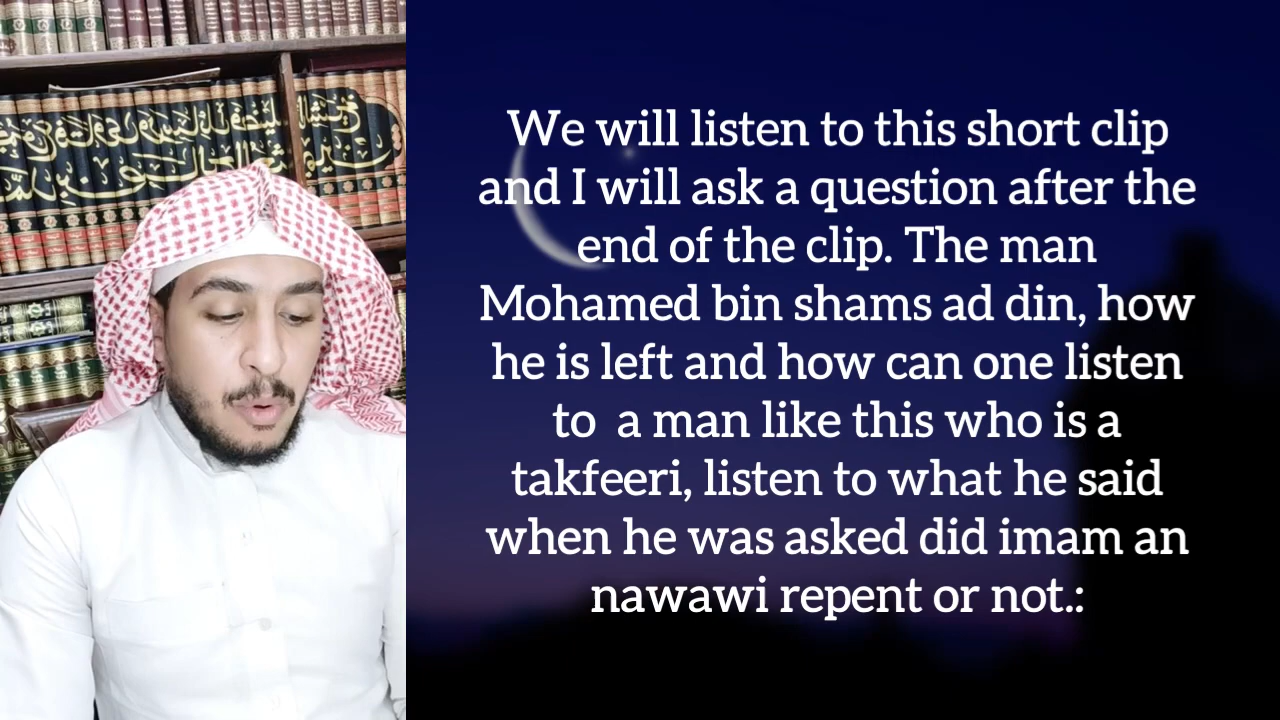 We will listen to this short clip
and I will ask a question after the
end of the clip. The man
Mohamed bin shams ad din, how
he is left and how can one listen
to  a man like this who is a
takfeeri, listen to what he said
when he was asked did imam an
nawawi repent or not.: